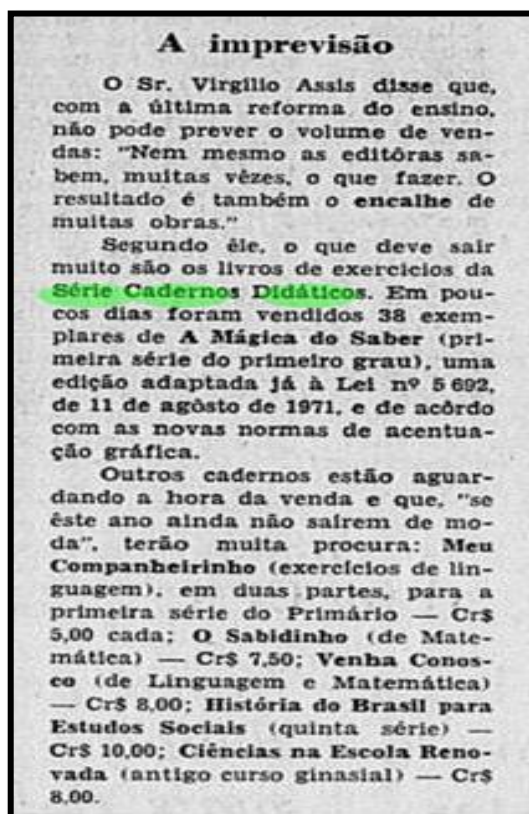 A imprevisão
O Sr. Virgilio Assis disse que,
com a última reforma do ensino,
não pode prever o volume de ven-
das: "Nem mesmo as editôras sa-
bem, muitas vêzes, o que fazer. O
resultado é também o encalhe de
muitas obras."
Segundo êle, o que deve sair
muito são os livros de exercícios da
Série Cadernos Didáticos. Em pou-
cos dias foram vendidos 38 exem-
plares de A Mágica do Saber (pri-
meira série do primeiro grau), uma
edição adaptada já à Lei nº 5 692,
de 11 de agôsto de 1971, e de acôrdo
com as novas normas de acentua-
ção gráfica.
Outros cadernos estão aguar-
dando a hora da venda e que, "se
êste ano ainda não saírem de mo-
da", terão muita procura: Meu
Companheirinho (exercícios de lin-
guagem), em duas partes, para a
primeira série do Primário — Cr$
5,00 cada; O Sabidinho (de Mate-
mática) — Cr$ 7,50; Venha Conos-
co (de Linguagem e Matemática)
— Cr$ 8,00; História do Brasil para
Estudos Sociais (quinta série) —
Cr$ 10,00; Ciências na Escola Reno-
vada (antigo curso ginasial) — Cr$
8,00.